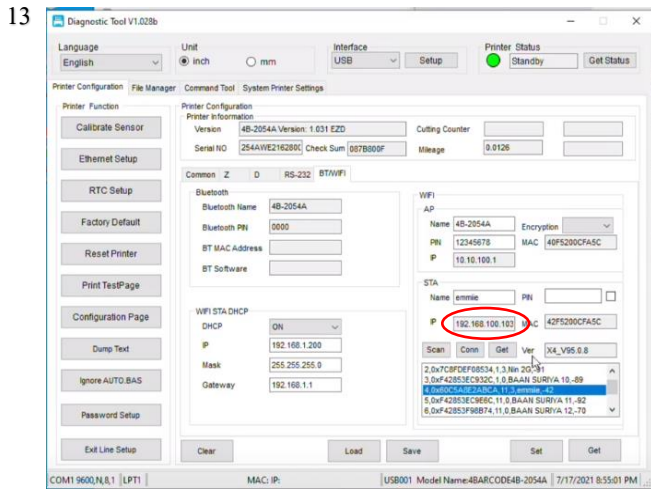 13
Diagnostic Tool V1.028b
Language Unit Interface Printer Status
English inch mm USB Setup Standby Get Status
Printer Configuration File Manager Command Tool System Printer Settings
Printer Function Printer Configuration
Printer Infoormation
Calibrate Sensor Version 4B-2054A Version: 1.031 EZD Cutting Counter
Serial NO 254AWE2162800 Check Sum 087B800F Mileage 0.0126
Ethernet Setup
Common Z D RS-232 BT/WIFI
RTC Setup Bluetooth WIFI
Bluetooth Name 4B-2054A AP
Factory Default Bluetooth PIN 0000 Name 4B-2054A Encryption
BT MAC Address PIN 12345678 MAC 40F5200CFA5C
Reset Printer BT Software IP 10.10.100.1
Print TestPage STA
Name emmie PIN
Configuration Page WIFI STA DHCP
DHCP ON IP 192.168.100.103 MAC 42F5200CFA5C
Dump Text IP 192.168.1.200 Scan Conn Get Ver X4_V95.0.8
Mask 255.255.255.0 2,0x7C8FDEF08534,1,3,Nin 2G,-91
Ignore AUTO.BAS Gateway 192.168.1.1 3,0xF42853EC932C,1,0,BAAN SURIYA 10,-89
4,0x60C5A8E2ABCA,11,3,emmie,-42
5,0xF42853EC9E6C,11,0,BAAN SURIYA 11,-92
Password Setup 6,0xF42853F98B74,11,0,BAAN SURIYA 12,-70
Exit Line Setup Clear Load Save Set Get
COM1 9600,N,8,1 LPT1 MAC: IP: USB001 Model Name:4BARCODE4B-2054A 7/17/2021 8:55:01 PM